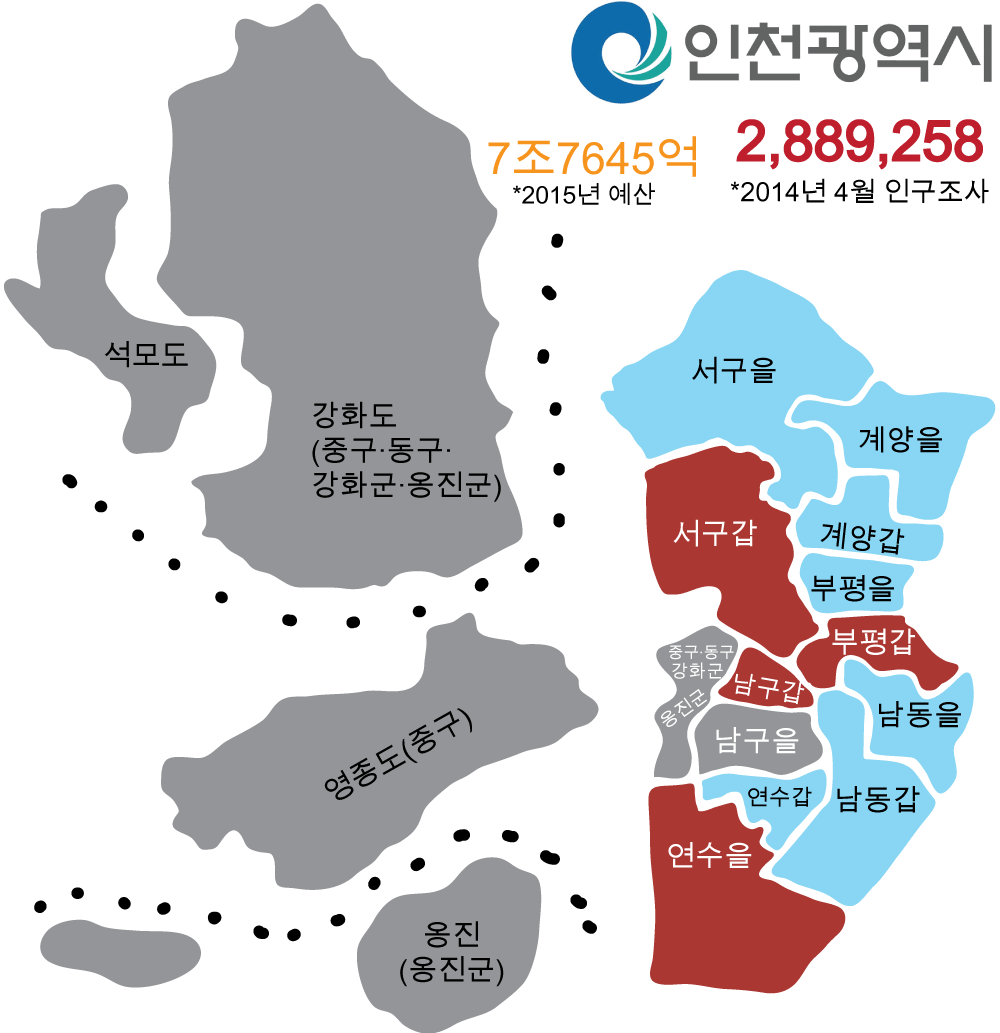 인천광역시
7조7645억
*2015년 예산
2,889,258
*2014년 4월 인구조사
석모도
강화도
(중구·동구·
강화군·옹진군)
서구을
계양을
서구갑
계양갑
부평을
부평갑
중구·동구
강화군
옹진군
남구갑
남동을
남구을
영종도(중구)
연수갑
남동갑
연수을
옹진
(옹진군)